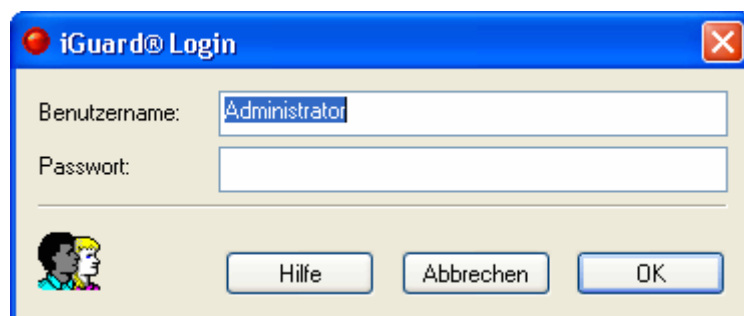 iGuard® Login
Benutzername: Administrator
Passwort:
Hilfe Abbrechen OK